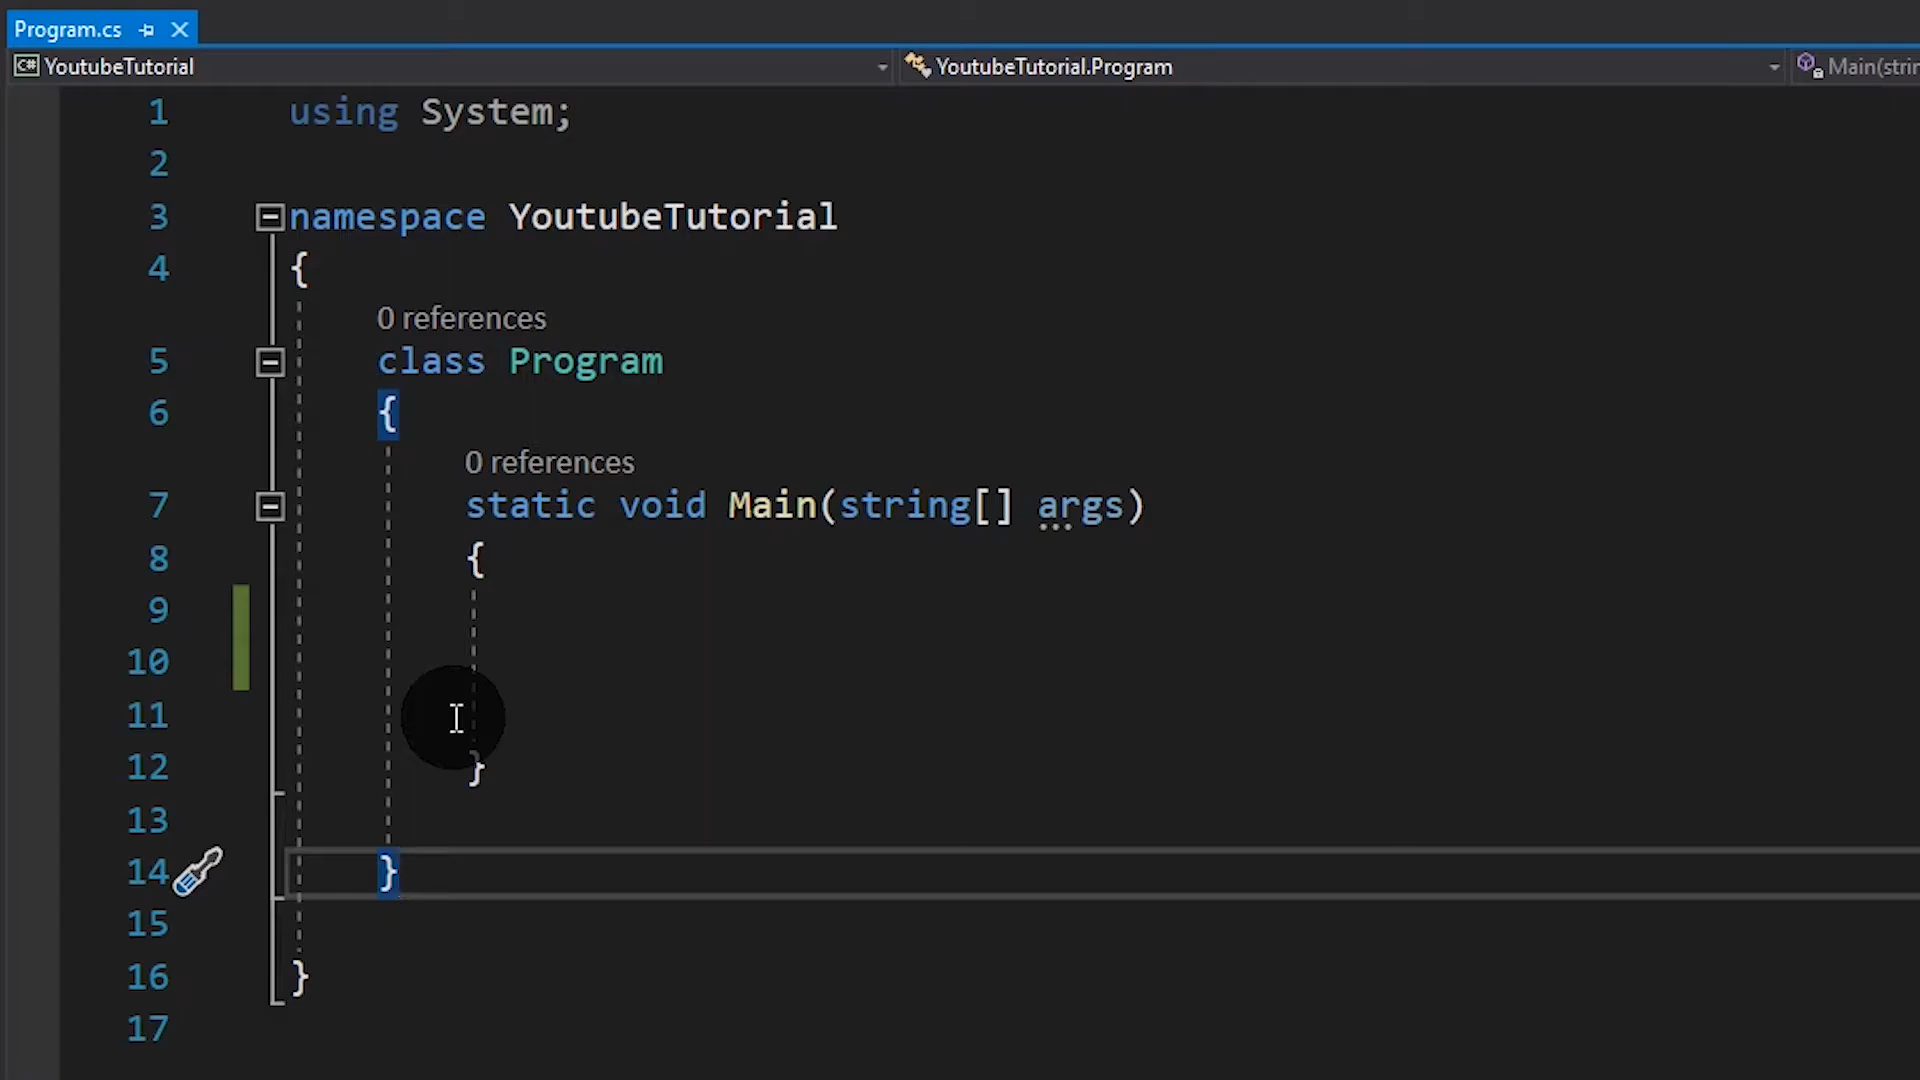 Program.cs
C# YoutubeTutorial YoutubeTutorial.Program Main(strin
1 using System;
2
3 namespace YoutubeTutorial
4 {
0 references
5 class Program
6 {
0 references
7 static void Main(string[] args)
8 {
9
10
11
12 }
13
14 }
15
16 }
17